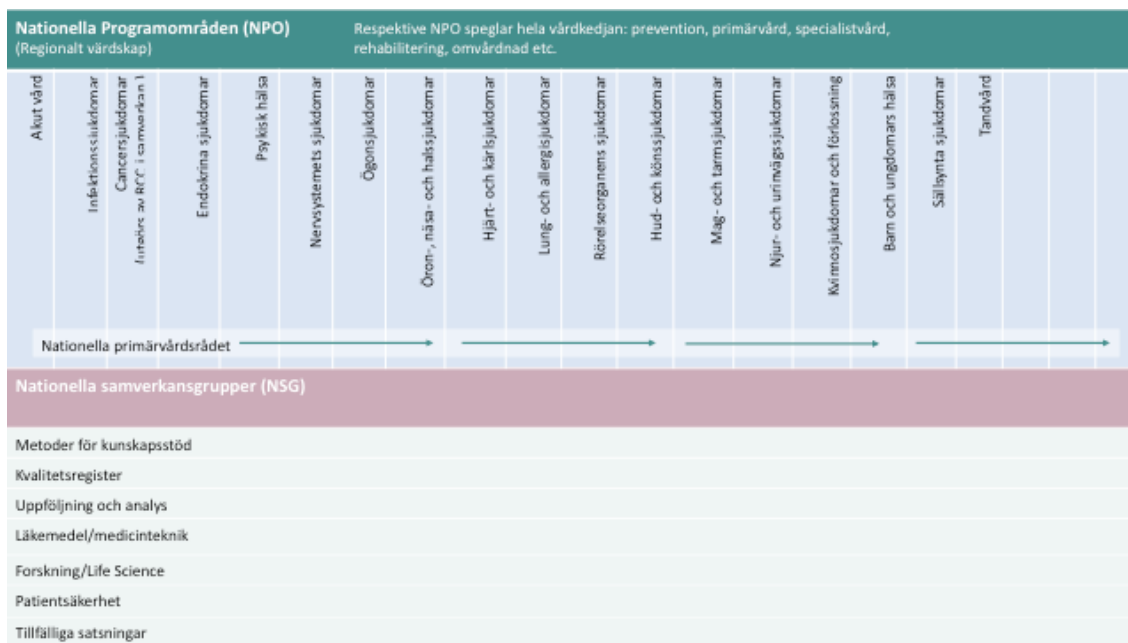 Nationella Programområden (NPO)
(Regionalt värdskap)
Respektive NPO speglar hela vårdkedjan: prevention, primärvård, specialistvård,
rehabilitering, omvårdnad etc.
Akut vård
Infektionssjukdomar
Cancersjukdomar
av RCC i samverkan
Endokrina sjukdomar
Psykisk hälsa
Nervsystemets sjukdomar
Ögonsjukdomar
Öron-, näsa- och halssjukdomar
Hjärt- och kärlsjukdomar
Lung- och allergisjukdomar
Rörelseorganens sjukdomar
Hud- och könssjukdomar
Mag- och tarmsjukdomar
Njur- och urinvägssjukdomar
Kvinnosjukdomar och förlossning
Barn och ungdomars hälsa
Sällsynta sjukdomar
Tandvård
Nationella primärvårdsrådet
Nationella samverkansgrupper (NSG)
Metoder för kunskapsstöd
Kvalitetsregister
Uppföljning och analys
Läkemedel/medicinteknik
Forskning/Life Science
Patientsäkerhet
Tillfälliga satsningar